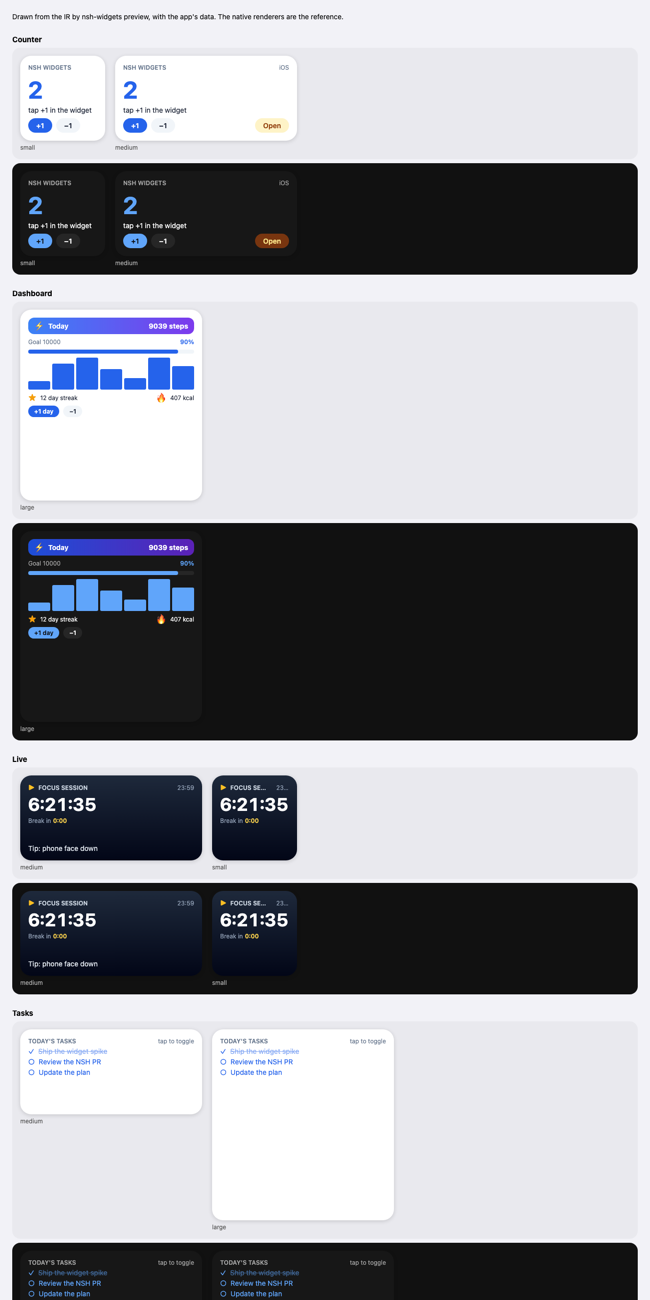 Drawn from the IR by nsh-widgets preview, with the app's data. The native renderers are the reference.
Counter
NSH WIDGETS
2
tap +1 in the widget
+1 −1
small
NSH WIDGETS iOS
2
tap +1 in the widget
+1 −1 Open
medium
NSH WIDGETS
2
tap +1 in the widget
+1 −1
small
NSH WIDGETS iOS
2
tap +1 in the widget
+1 −1 Open
medium
Dashboard
Today 9039 steps
Goal 10000 90%
12 day streak 407 kcal
+1 day −1
large
Today 9039 steps
Goal 10000 90%
12 day streak 407 kcal
+1 day −1
large
Live
FOCUS SESSION 23:59
6:21:35
Break in 0:00
Tip: phone face down
medium
FOCUS SE... 23...
6:21:35
Break in 0:00
small
FOCUS SESSION 23:59
6:21:35
Break in 0:00
Tip: phone face down
medium
FOCUS SE... 23...
6:21:35
Break in 0:00
small
Tasks
TODAY'S TASKS tap to toggle
✓ Ship the widget spike
Review the NSH PR
Update the plan
medium
TODAY'S TASKS tap to toggle
✓ Ship the widget spike
Review the NSH PR
Update the plan
large
TODAY'S TASKS tap to toggle
✓ Ship the widget spike
Review the NSH PR
Update the plan
TODAY'S TASKS tap to toggle
✓ Ship the widget spike
Review the NSH PR
Update the plan